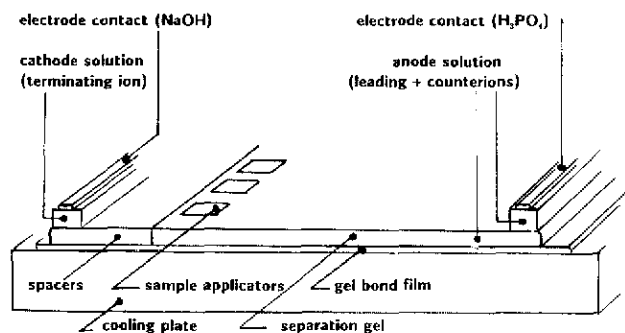 electrode contact (NaOH)
electrode contact (H₃PO₄)
cathode solution
(terminating ion)
anode solution
(leading + counterions)
spacers
sample applicators
gel bond film
cooling plate
separation gel